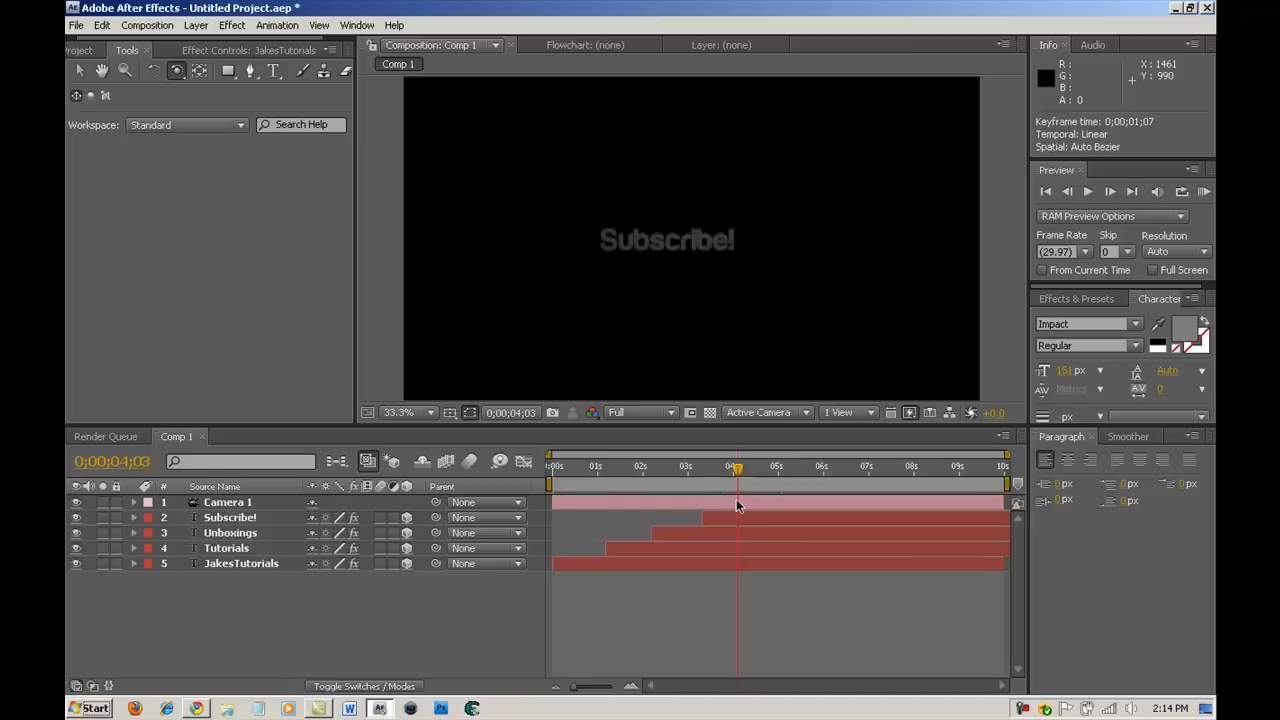 Adobe After Effects - Untitled Project.aep *
File Edit Composition Layer Effect Animation View Window Help
Project Tools Effect Controls: JakesTutorials
Composition: Comp 1 Flowchart: (none) Layer: (none)
Info Audio
Comp 1
R :
G :
B :
A : 0
X : 1461
Y : 990
Workspace: Standard Search Help
Keyframe time: 0;00;01;07
Temporal: Linear
Spatial: Auto Bezier
Preview
RAM Preview Options
Frame Rate Skip Resolution
(29.97) 0 Auto
From Current Time Full Screen
Subscribe!
Effects & Presets Character
Impact
Regular
151 px Auto
Metrics 0
- px
33.3% 0;00;04;03 Full Active Camera 1 View +0.0
Render Queue Comp 1
Paragraph Smoother
0;00;04;03
0:00s 01s 02s 03s 04s 05s 06s 07s 08s 09s 10s
0 px 0 px 0 px
0 px 0 px
# Source Name Parent
1 Camera 1 None
2 Subscribe! None
3 Unboxings None
4 Tutorials None
5 JakesTutorials None
Toggle Switches / Modes
Start 2:14 PM